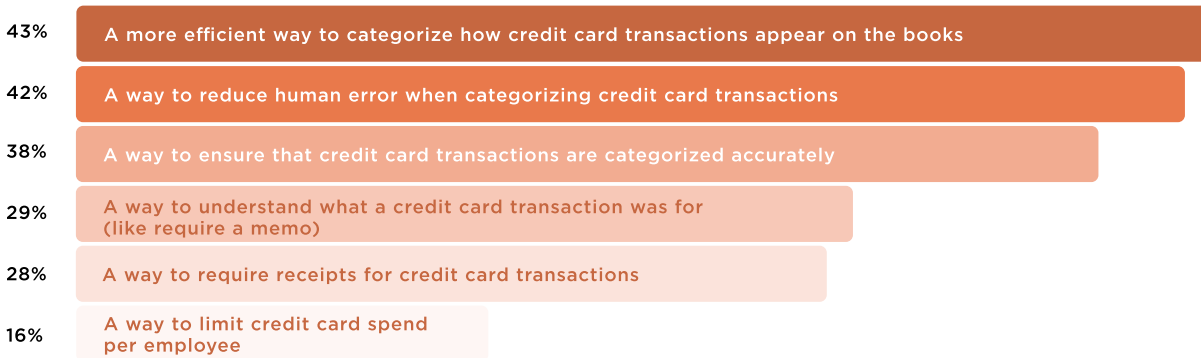 43%
A more efficient way to categorize how credit card transactions appear on the books
42%
A way to reduce human error when categorizing credit card transactions
38%
A way to ensure that credit card transactions are categorized accurately
29%
A way to understand what a credit card transaction was for
(like require a memo)
28%
A way to require receipts for credit card transactions
16%
A way to limit credit card spend
per employee